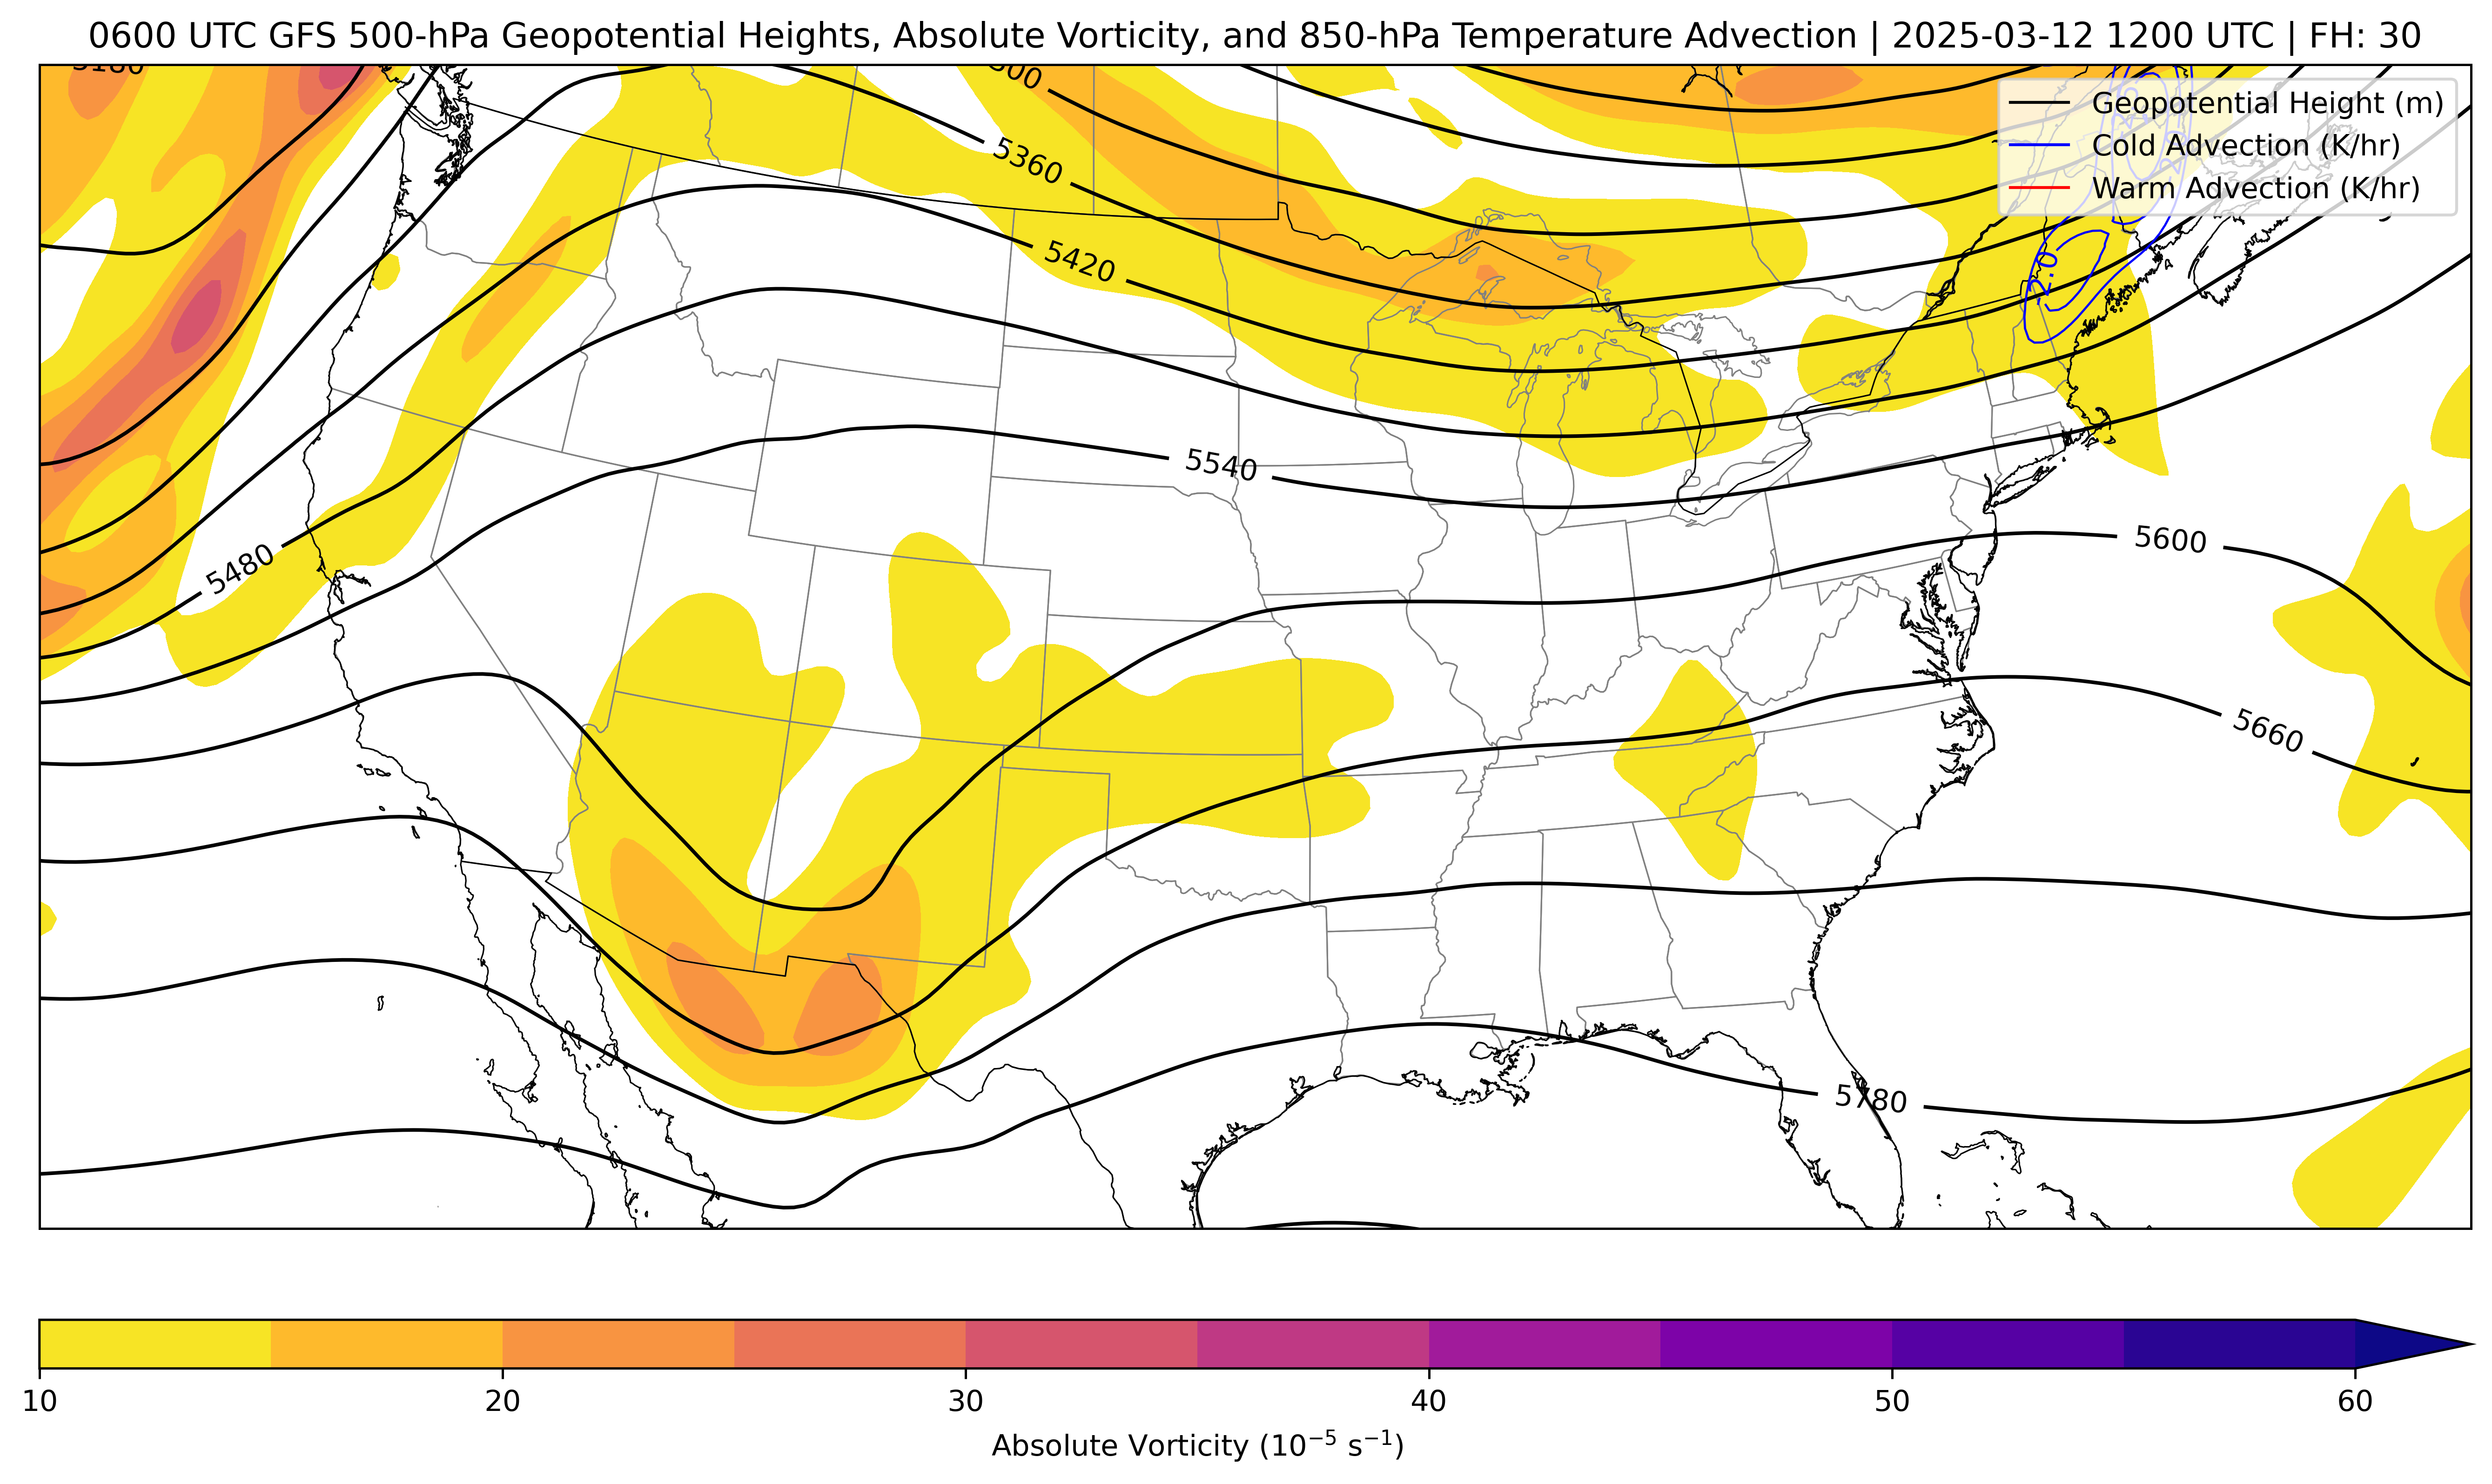 0600 UTC GFS 500-hPa Geopotential Heights, Absolute Vorticity, and 850-hPa Temperature Advection | 2025-03-12 1200 UTC | FH: 30
5180
Geopotential Height (m)
Cold Advection (K/hr)
Warm Advection (K/hr)
5360
5420
-2.0
5540
5480
5600
5660
5780
10 20 30 40 50 60
Absolute Vorticity (10⁻⁵ s⁻¹)